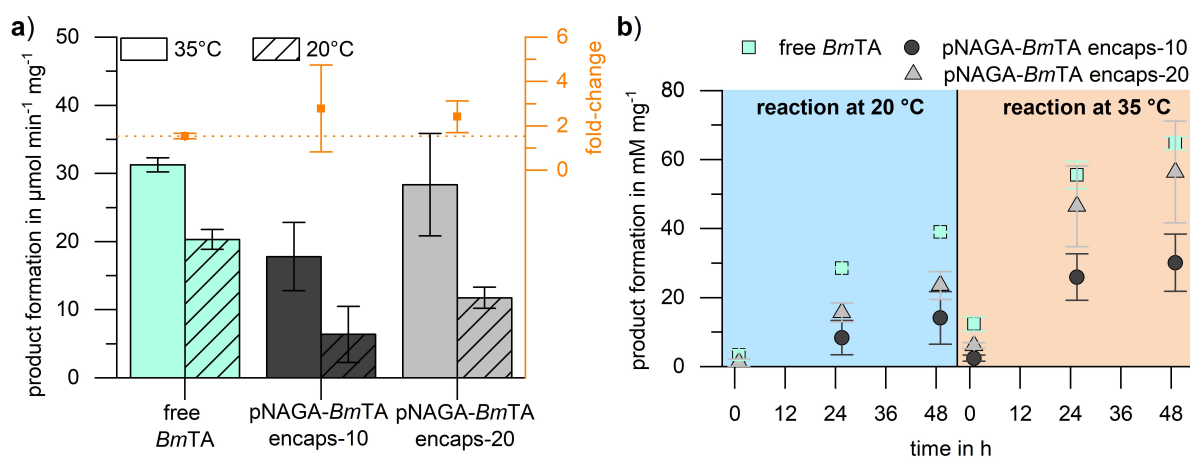 a)
35°C
20°C
product formation in µmol min⁻¹ mg⁻¹
50
40
30
20
10
0
6
4
2
0
fold-change
free
BmTA
pNAGA-BmTA
encaps-10
pNAGA-BmTA
encaps-20
b)
free BmTA
pNAGA-BmTA encaps-10
pNAGA-BmTA encaps-20
reaction at 20 °C
reaction at 35 °C
product formation in mM mg⁻¹
80
60
40
20
0
0 12 24 36 48 0 12 24 36 48
time in h